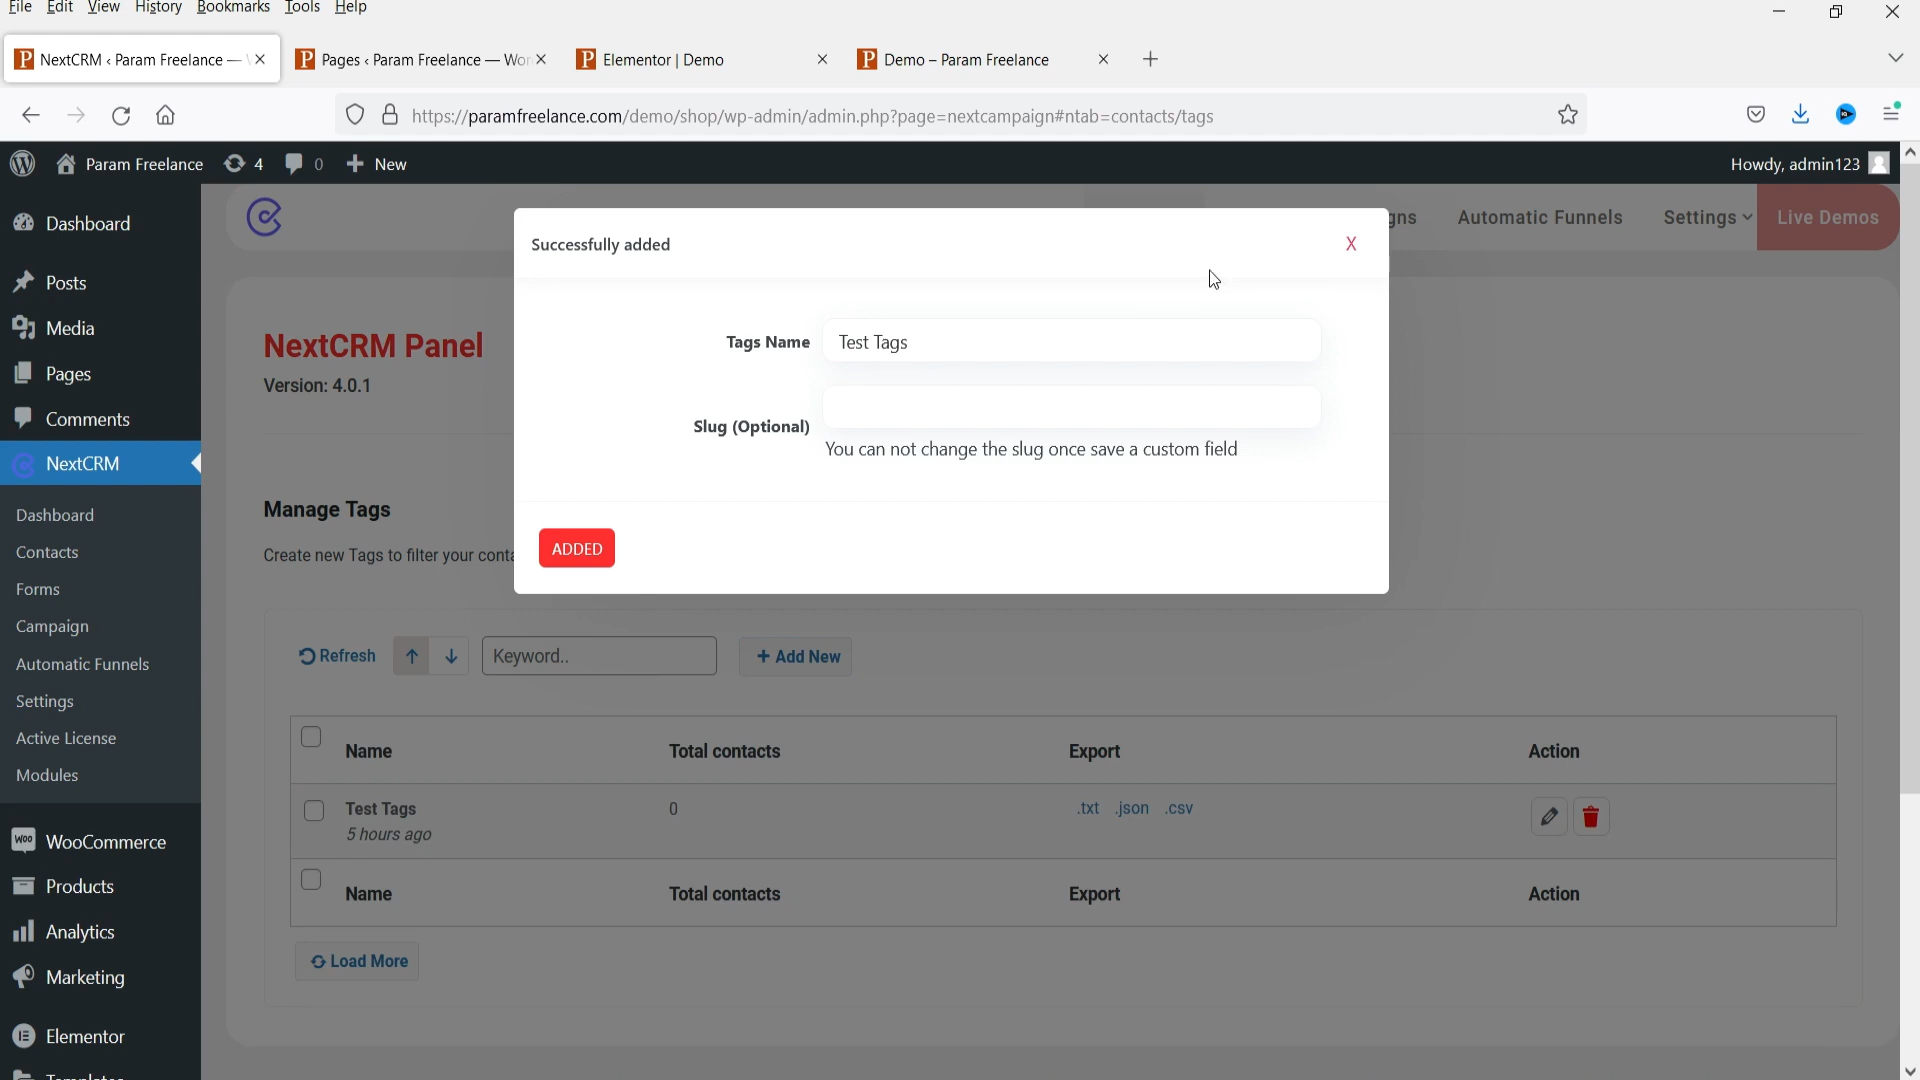 File Edit View History Bookmarks Tools Help
NextCRM ‹ Param Freelance —
Pages ‹ Param Freelance — Wor
Elementor | Demo
Demo – Param Freelance
https://paramfreelance.com/demo/shop/wp-admin/admin.php?page=nextcampaign#ntab=contacts/tags
Param Freelance 4 0 New
Howdy, admin123
Dashboard
Posts
Media
Pages
Comments
NextCRM
Dashboard
Contacts
Forms
Campaign
Automatic Funnels
Settings
Active License
Modules
WooCommerce
Products
Analytics
Marketing
Elementor
Templates
gns Automatic Funnels Settings Live Demos
NextCRM Panel
Version: 4.0.1
Successfully added X
Tags Name Test Tags
Slug (Optional)
You can not change the slug once save a custom field
ADDED
Manage Tags
Create new Tags to filter your conta
Refresh Keyword.. + Add New
Name Total contacts Export Action
Test Tags 0 .txt .json .csv
5 hours ago
Name Total contacts Export Action
Load More